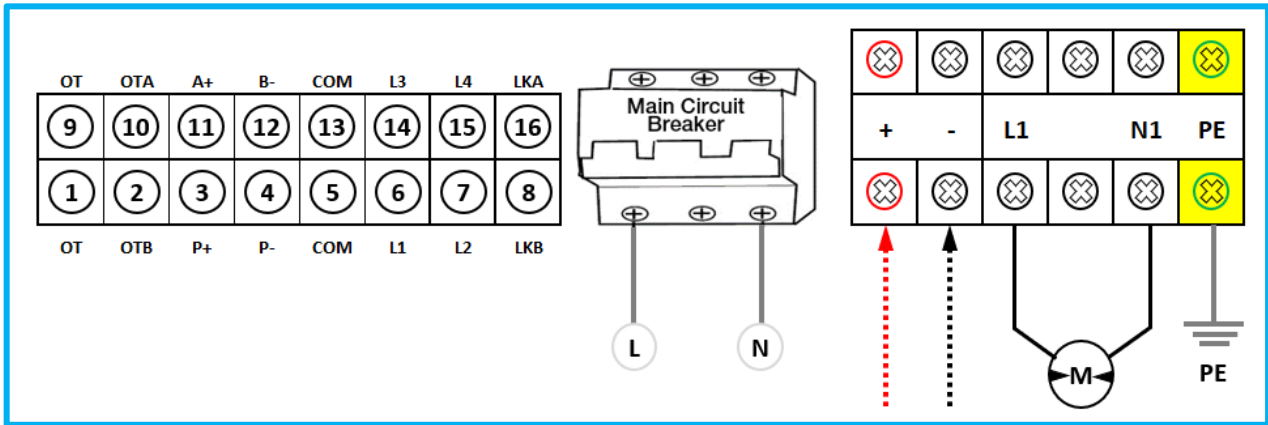 OT OTA A+ B- COM L3 L4 LKA
9 10 11 12 13 14 15 16
1 2 3 4 5 6 7 8
OT OTB P+ P- COM L1 L2 LKB
Main Circuit
Breaker
L N
+ - L1 N1 PE
M
PE